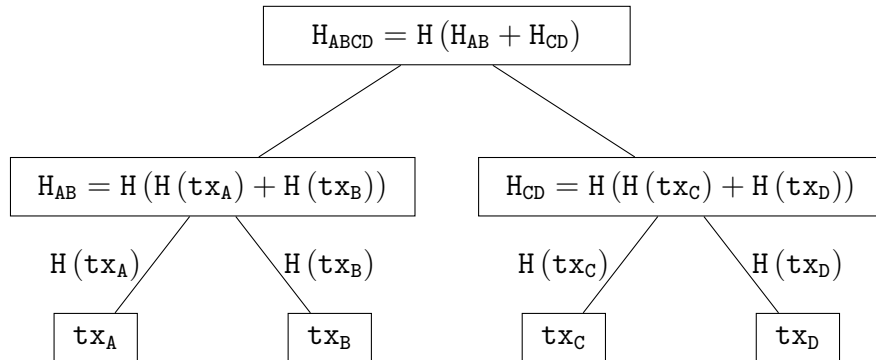 H_ABCD = H (H_AB + H_CD)
H_AB = H (H (tx_A) + H (tx_B)) H_CD = H (H (tx_C) + H (tx_D))
H (tx_A) H (tx_B) H (tx_C) H (tx_D)
tx_A tx_B tx_C tx_D